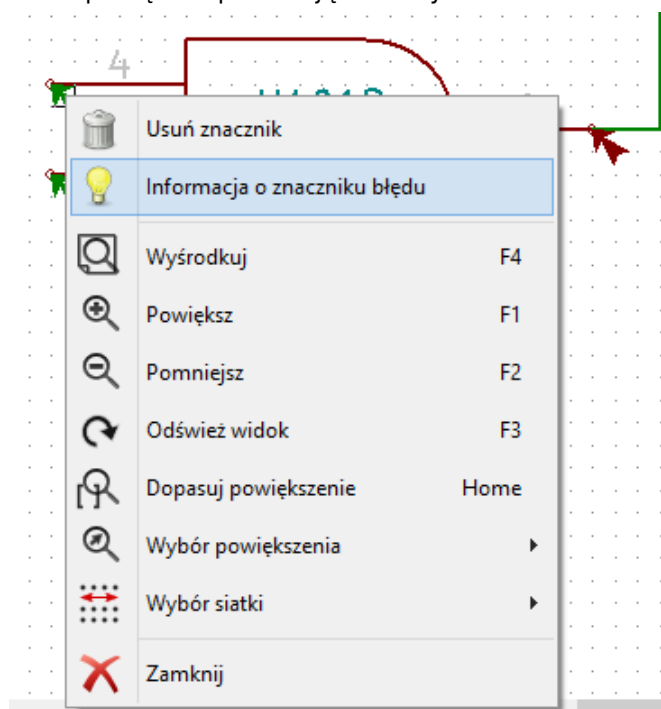 4
Usuń znacznik
Informacja o znaczniku błędu
Wyśrodkuj F4
Powiększ F1
Pomniejsz F2
Odśwież widok F3
Dopasuj powiększenie Home
Wybór powiększenia
Wybór siatki
Zamknij